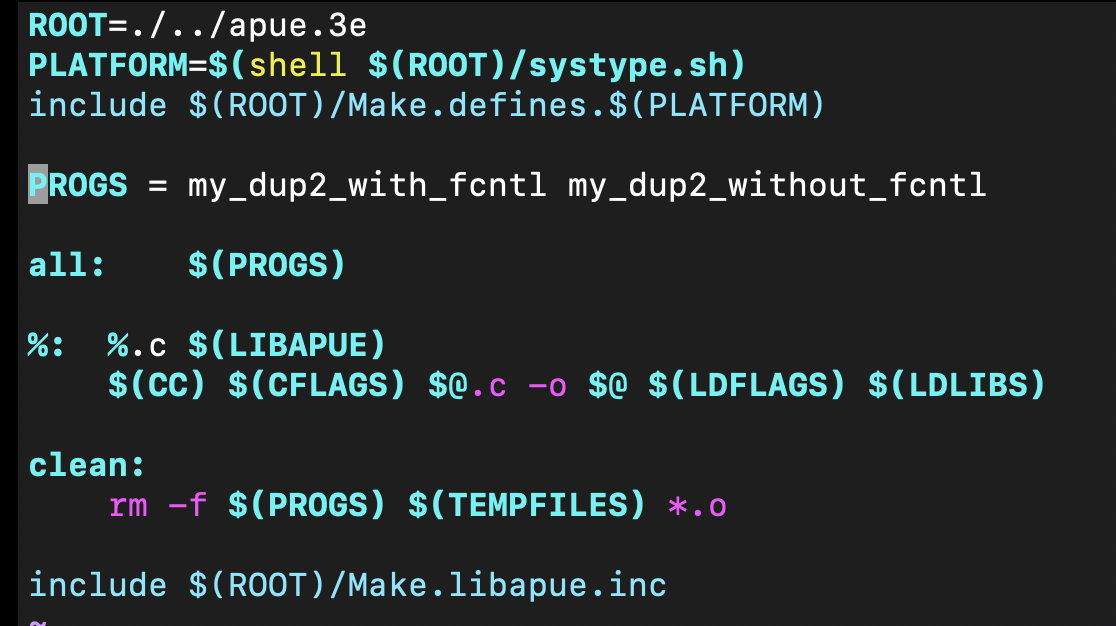 ROOT=./../apue.3e
PLATFORM=$(shell $(ROOT)/systype.sh)
include $(ROOT)/Make.defines.$(PLATFORM)
PROGS = my_dup2_with_fcntl my_dup2_without_fcntl
all:    $(PROGS)
%:  %.c $(LIBAPUE)
    $(CC) $(CFLAGS) $@.c -o $@ $(LDFLAGS) $(LDLIBS)
clean:
    rm -f $(PROGS) $(TEMPFILES) *.o
include $(ROOT)/Make.libapue.inc
~